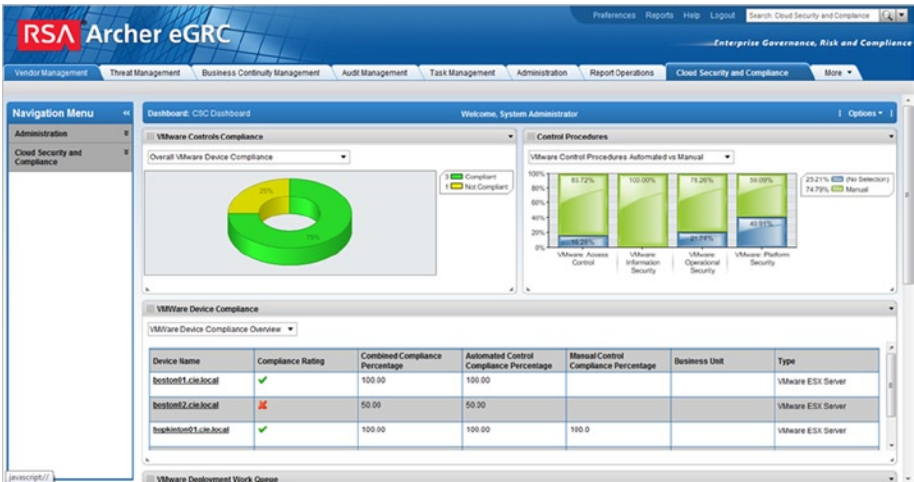 Preferences Reports Help Logout Search: Cloud Security and Compliance
RSA Archer eGRC
Enterprise Governance, Risk and Compliance
Vendor Management Threat Management Business Continuity Management Audit Management Task Management Administration Report Operations Cloud Security and Compliance More
Navigation Menu «
Administration
Cloud Security and
Compliance
Dashboard: CSC Dashboard Welcome, System Administrator Options
VMware Controls Compliance
Overall VMware Device Compliance
25%
75%
3 Compliant
1 Not Compliant
Control Procedures
VMware Control Procedures Automated vs Manual
100%
80%
60%
40%
20%
0%
83.72% 100.00% 78.26% 59.09%
16.28% 21.74% 40.91%
VMware: Access
Control
VMware:
Information
Security
VMware:
Operational
Security
VMware: Platform
Security
25.21% (No Selection)
74.79% Manual
VMWare Device Compliance
VMWare Device Compliance Overview
Device Name Compliance Rating Combined Compliance Percentage Automated Control Compliance Percentage Manual Control Compliance Percentage Business Unit Type
boston01.cie.local 100.00 100.00 VMware ESX Server
boston02.cie.local 50.00 50.00 VMware ESX Server
hopkinton01.cie.local 100.00 100.00 100.0 VMware ESX Server
VMware Deployment Work Queue
javascript://